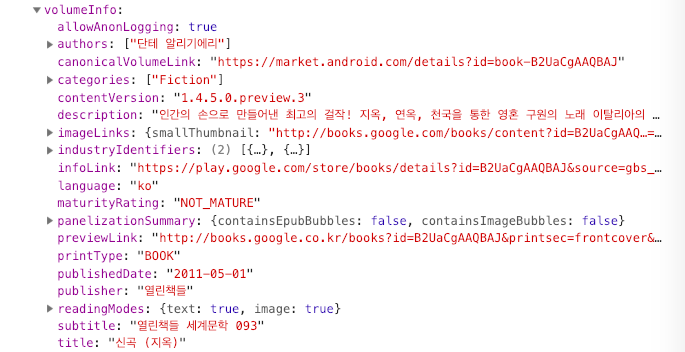 volumeInfo:
allowAnonLogging: true
authors: ["단테 알리기에리"]
canonicalVolumeLink: "https://market.android.com/details?id=book-B2UaCgAAQBAJ"
categories: ["Fiction"]
contentVersion: "1.4.5.0.preview.3"
description: "인간의 손으로 만들어낸 최고의 걸작! 지옥, 연옥, 천국을 통한 영혼 구원의 노래 이탈리아의 …
imageLinks: {smallThumbnail: "http://books.google.com/books/content?id=B2UaCgAAQ…=…
industryIdentifiers: (2) [{…}, {…}]
infoLink: "https://play.google.com/store/books/details?id=B2UaCgAAQBAJ&source=gbs_…
language: "ko"
maturityRating: "NOT_MATURE"
panelizationSummary: {containsEpubBubbles: false, containsImageBubbles: false}
previewLink: "http://books.google.co.kr/books?id=B2UaCgAAQBAJ&printsec=frontcover&…
printType: "BOOK"
publishedDate: "2011-05-01"
publisher: "열린책들"
readingModes: {text: true, image: true}
subtitle: "열린책들 세계문학 093"
title: "신곡 (지옥)"